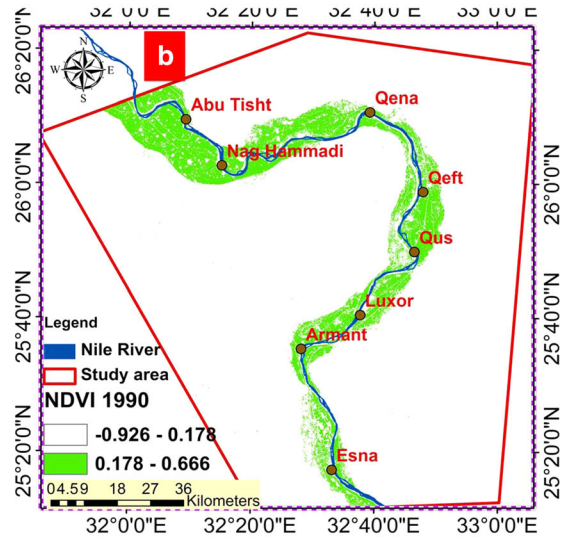 32°0'0"E 32°20'0"E 32°40'0"E 33°0'0"E
26°20'0"N
26°0'0"N
25°40'0"N
25°20'0"N
N
W E
S
b
Abu Tisht
Qena
Nag Hammadi
Qeft
Qus
Luxor
Armant
Esna
Legend
Nile River
Study area
NDVI 1990
-0.926 - 0.178
0.178 - 0.666
0 4.5 9 18 27 36
Kilometers
26°20'0"N
26°0'0"N
25°40'0"N
25°20'0"N
32°0'0"E 32°20'0"E 32°40'0"E 33°0'0"E